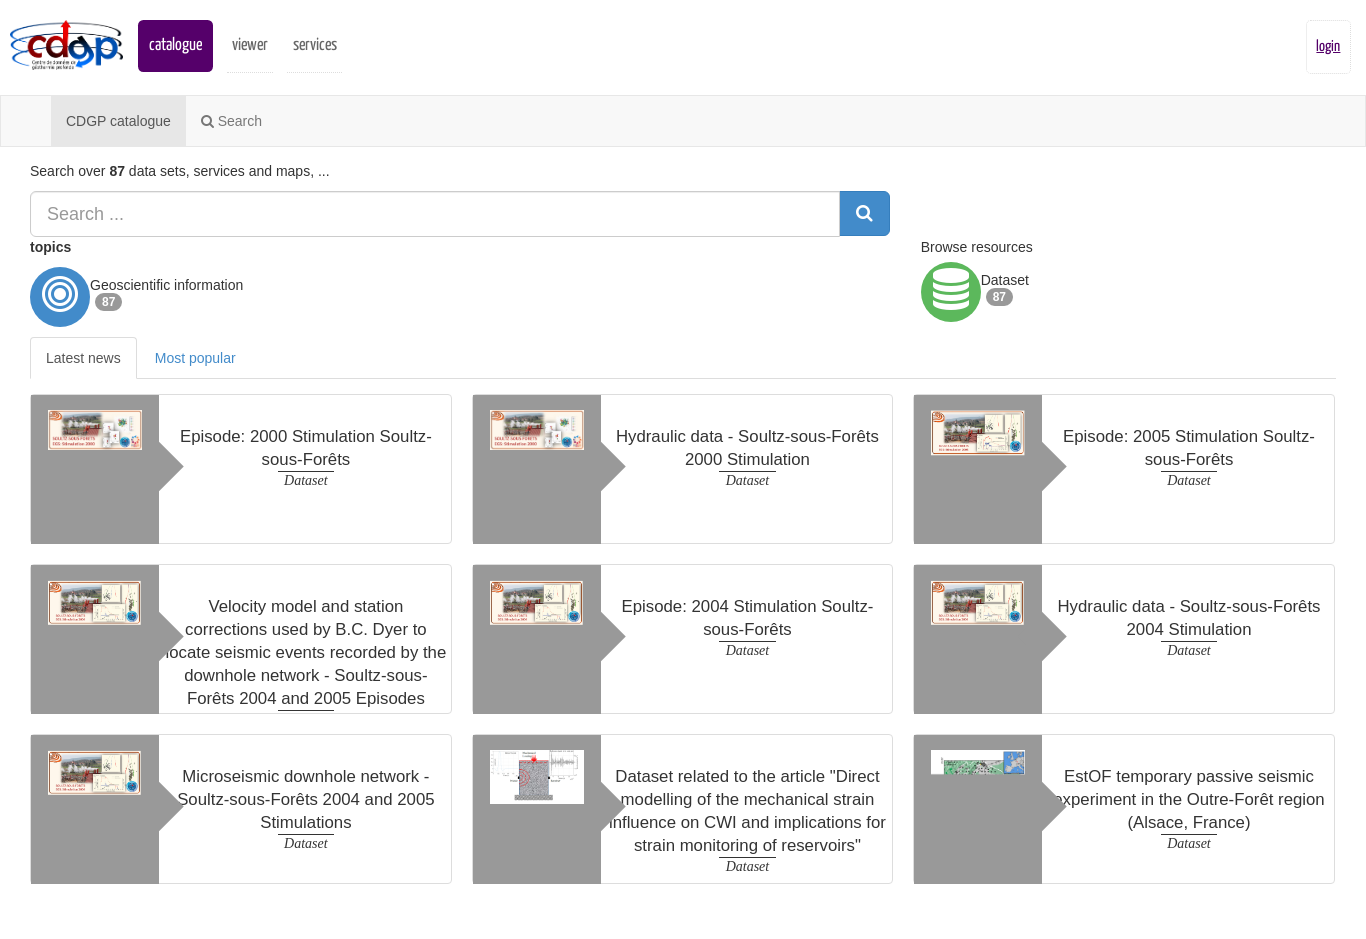 cdgp
Centre de données de
géothermie profonde
catalogue
viewer
services
login
CDGP catalogue
Search
Search over 87 data sets, services and maps, ...
Search ...
topics
Browse resources
Geoscientific information
87
Dataset
87
Latest news
Most popular
Episode: 2000 Stimulation Soultz-
sous-Forêts
Dataset
Hydraulic data - Soultz-sous-Forêts
2000 Stimulation
Dataset
Episode: 2005 Stimulation Soultz-
sous-Forêts
Dataset
Velocity model and station
corrections used by B.C. Dyer to
locate seismic events recorded by the
downhole network - Soultz-sous-
Forêts 2004 and 2005 Episodes
Episode: 2004 Stimulation Soultz-
sous-Forêts
Dataset
Hydraulic data - Soultz-sous-Forêts
2004 Stimulation
Dataset
Microseismic downhole network -
Soultz-sous-Forêts 2004 and 2005
Stimulations
Dataset
Dataset related to the article "Direct
modelling of the mechanical strain
influence on CWI and implications for
strain monitoring of reservoirs"
Dataset
EstOF temporary passive seismic
experiment in the Outre-Forêt region
(Alsace, France)
Dataset